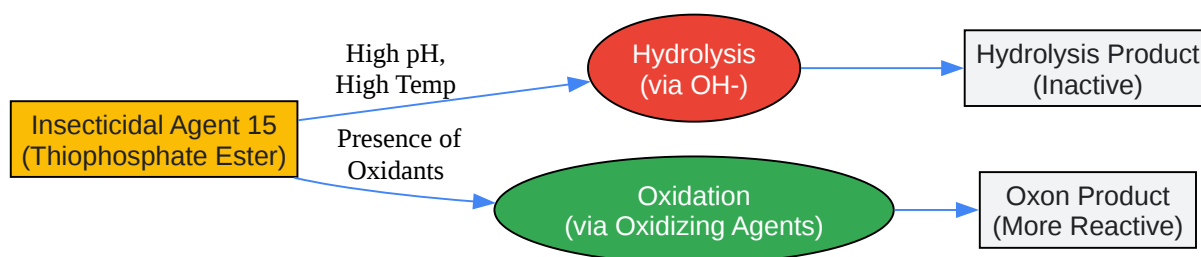 Insecticidal Agent 15
(Thiophosphate Ester)
High pH,
High Temp
Hydrolysis
(via OH-)
Hydrolysis Product
(Inactive)
Presence of
Oxidants
Oxidation
(via Oxidizing Agents)
Oxon Product
(More Reactive)